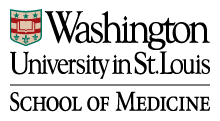 Washington
University in St. Louis
SCHOOL OF MEDICINE